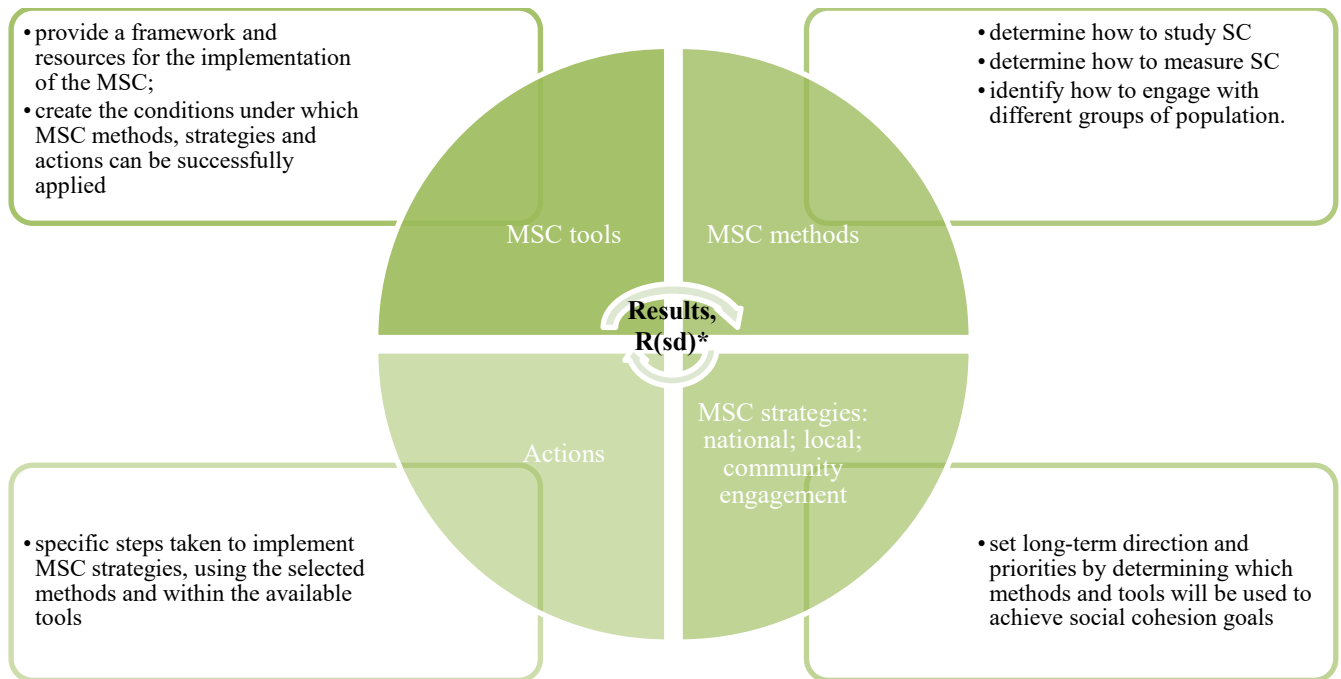 • provide a framework and
resources for the implementation
of the MSC;
• create the conditions under which
MSC methods, strategies and
actions can be successfully
applied
• determine how to study SC
• determine how to measure SC
• identify how to engage with
different groups of population.
MSC tools
MSC methods
Results,
R(sd)*
Actions
MSC strategies:
national; local;
community
engagement
• specific steps taken to implement
MSC strategies, using the selected
methods and within the available
tools
• set long-term direction and
priorities by determining which
methods and tools will be used to
achieve social cohesion goals